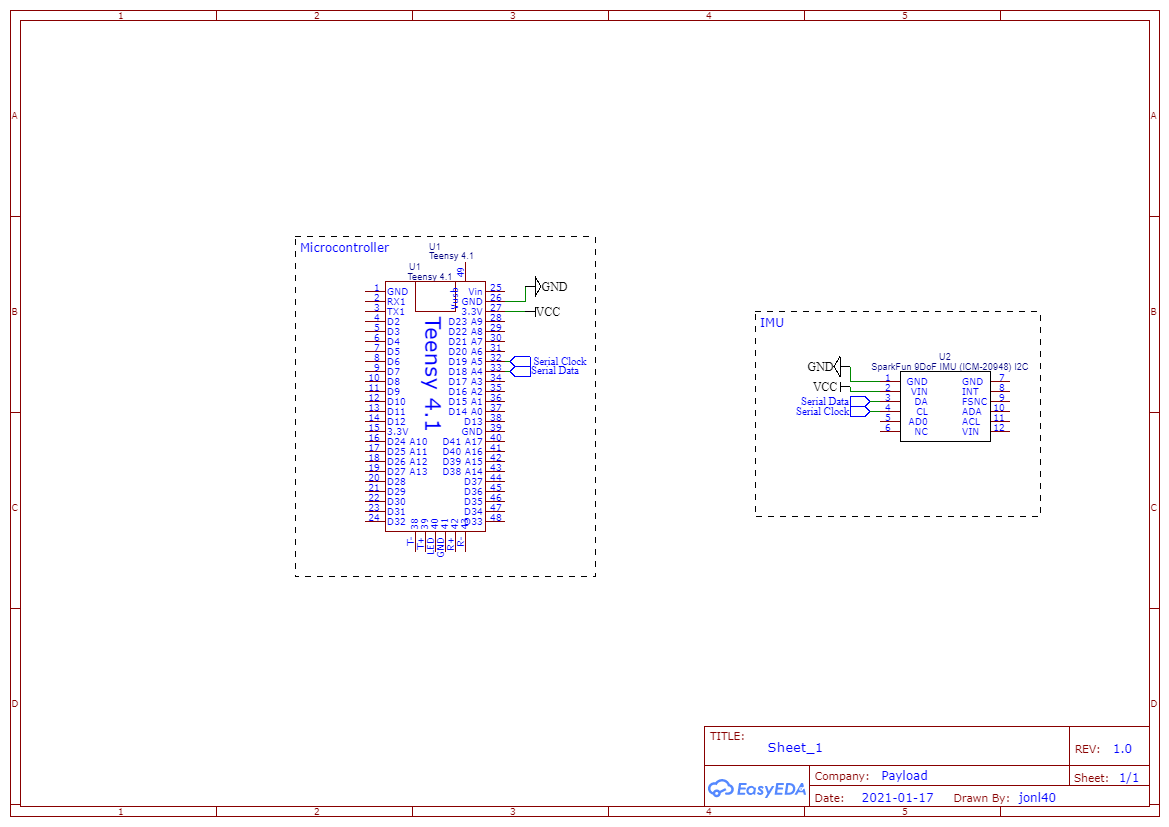 1 2 3 4 5
A A
B B
C C
D D
Microcontroller
U1
Teensy 4.1
U1
Teensy 4.1
49
Vusb
Teensy 4.1
1 GND Vin 25
2 RX1 GND 26
3 TX1 3.3V 27
4 D2 D23 A9 28
5 D3 D22 A8 29
6 D4 D21 A7 30
7 D5 D20 A6 31
8 D6 D19 A5 32
9 D7 D18 A4 33
10 D8 D17 A3 34
11 D9 D16 A2 35
12 D10 D15 A1 36
13 D11 D14 A0 37
14 D12 D13 38
15 3.3V GND 39
16 D24 A10 D41 A17 40
17 D25 A11 D40 A16 41
18 D26 A12 D39 A15 42
19 D27 A13 D38 A14 43
20 D28 D37 44
21 D29 D36 45
22 D30 D35 46
23 D31 D34 47
24 D32 D33 48
38 39 40 41 42 43
T- T+ LED GND R+ R-
GND
VCC
Serial Clock
Serial Data
IMU
U2
SparkFun 9DoF IMU (ICM-20948) I2C
GND
VCC
Serial Data
Serial Clock
1 GND GND 7
2 VIN INT 8
3 DA FSNC 9
4 CL ADA 10
5 AD0 ACL 11
6 NC VIN 12
TITLE:
Sheet_1
REV: 1.0
EasyEDA
Company: Payload
Sheet: 1/1
Date: 2021-01-17 Drawn By: jonl40
1 2 3 4 5